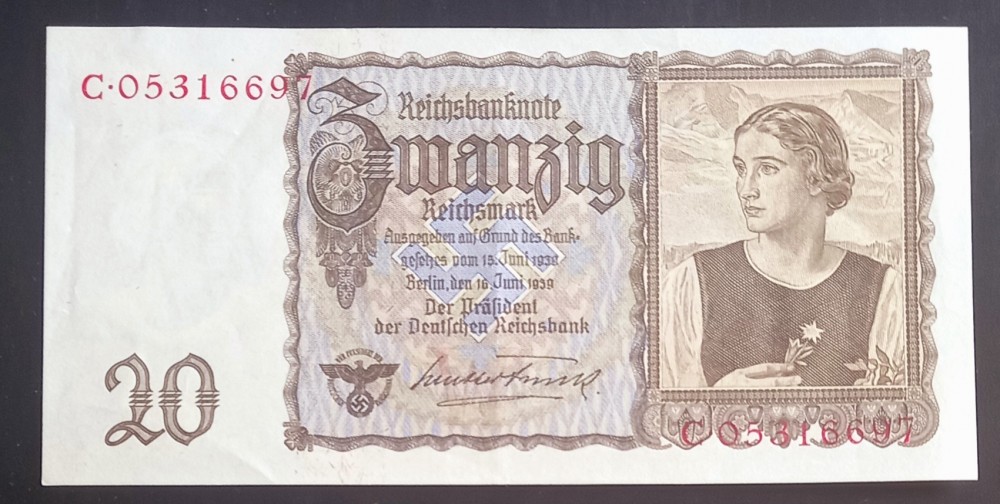 C·05316697
Reichsbanknote
Zwanzig
Reichsmark
Ausgegeben auf Grund des Bank-
gesetzes vom 15. Juni 1939
Berlin, den 16. Juni 1939
Der Präsident
der Deutschen Reichsbank
20
C·05316697